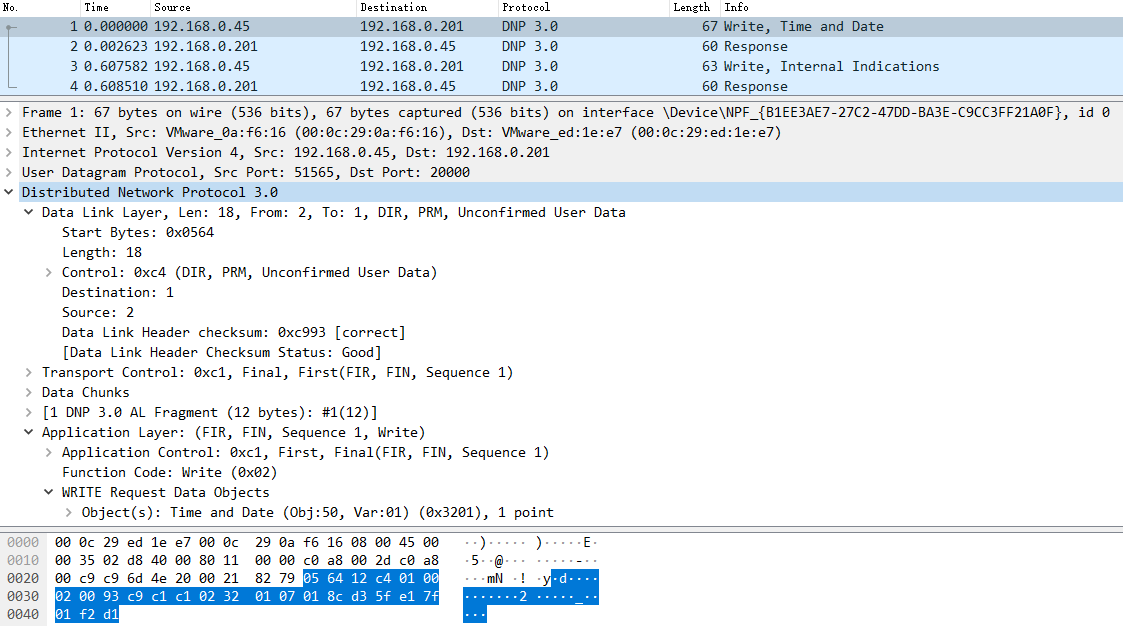 No. Time Source Destination Protocol Length Info
1 0.000000 192.168.0.45 192.168.0.201 DNP 3.0 67 Write, Time and Date
2 0.002623 192.168.0.201 192.168.0.45 DNP 3.0 60 Response
3 0.607582 192.168.0.45 192.168.0.201 DNP 3.0 63 Write, Internal Indications
4 0.608510 192.168.0.201 192.168.0.45 DNP 3.0 60 Response
Frame 1: 67 bytes on wire (536 bits), 67 bytes captured (536 bits) on interface \Device\NPF_{B1EE3AE7-27C2-47DD-BA3E-C9CC3FF21A0F}, id 0
Ethernet II, Src: VMware_0a:f6:16 (00:0c:29:0a:f6:16), Dst: VMware_ed:1e:e7 (00:0c:29:ed:1e:e7)
Internet Protocol Version 4, Src: 192.168.0.45, Dst: 192.168.0.201
User Datagram Protocol, Src Port: 51565, Dst Port: 20000
Distributed Network Protocol 3.0
Data Link Layer, Len: 18, From: 2, To: 1, DIR, PRM, Unconfirmed User Data
Start Bytes: 0x0564
Length: 18
Control: 0xc4 (DIR, PRM, Unconfirmed User Data)
Destination: 1
Source: 2
Data Link Header checksum: 0xc993 [correct]
[Data Link Header Checksum Status: Good]
Transport Control: 0xc1, Final, First(FIR, FIN, Sequence 1)
Data Chunks
[1 DNP 3.0 AL Fragment (12 bytes): #1(12)]
Application Layer: (FIR, FIN, Sequence 1, Write)
Application Control: 0xc1, First, Final(FIR, FIN, Sequence 1)
Function Code: Write (0x02)
WRITE Request Data Objects
Object(s): Time and Date (Obj:50, Var:01) (0x3201), 1 point
0000 00 0c 29 ed 1e e7 00 0c 29 0a f6 16 08 00 45 00 ··)····· )·····E·
0010 00 35 02 d8 40 00 80 11 00 00 c0 a8 00 2d c0 a8 ·5··@··· ·····-··
0020 00 c9 c9 6d 4e 20 00 21 82 79 05 64 12 c4 01 00 ···mN ·! ·y·d····
0030 02 00 93 c9 c1 c1 02 32 01 07 01 8c d3 5f e1 7f ·······2 ·····_··
0040 01 f2 d1 ···